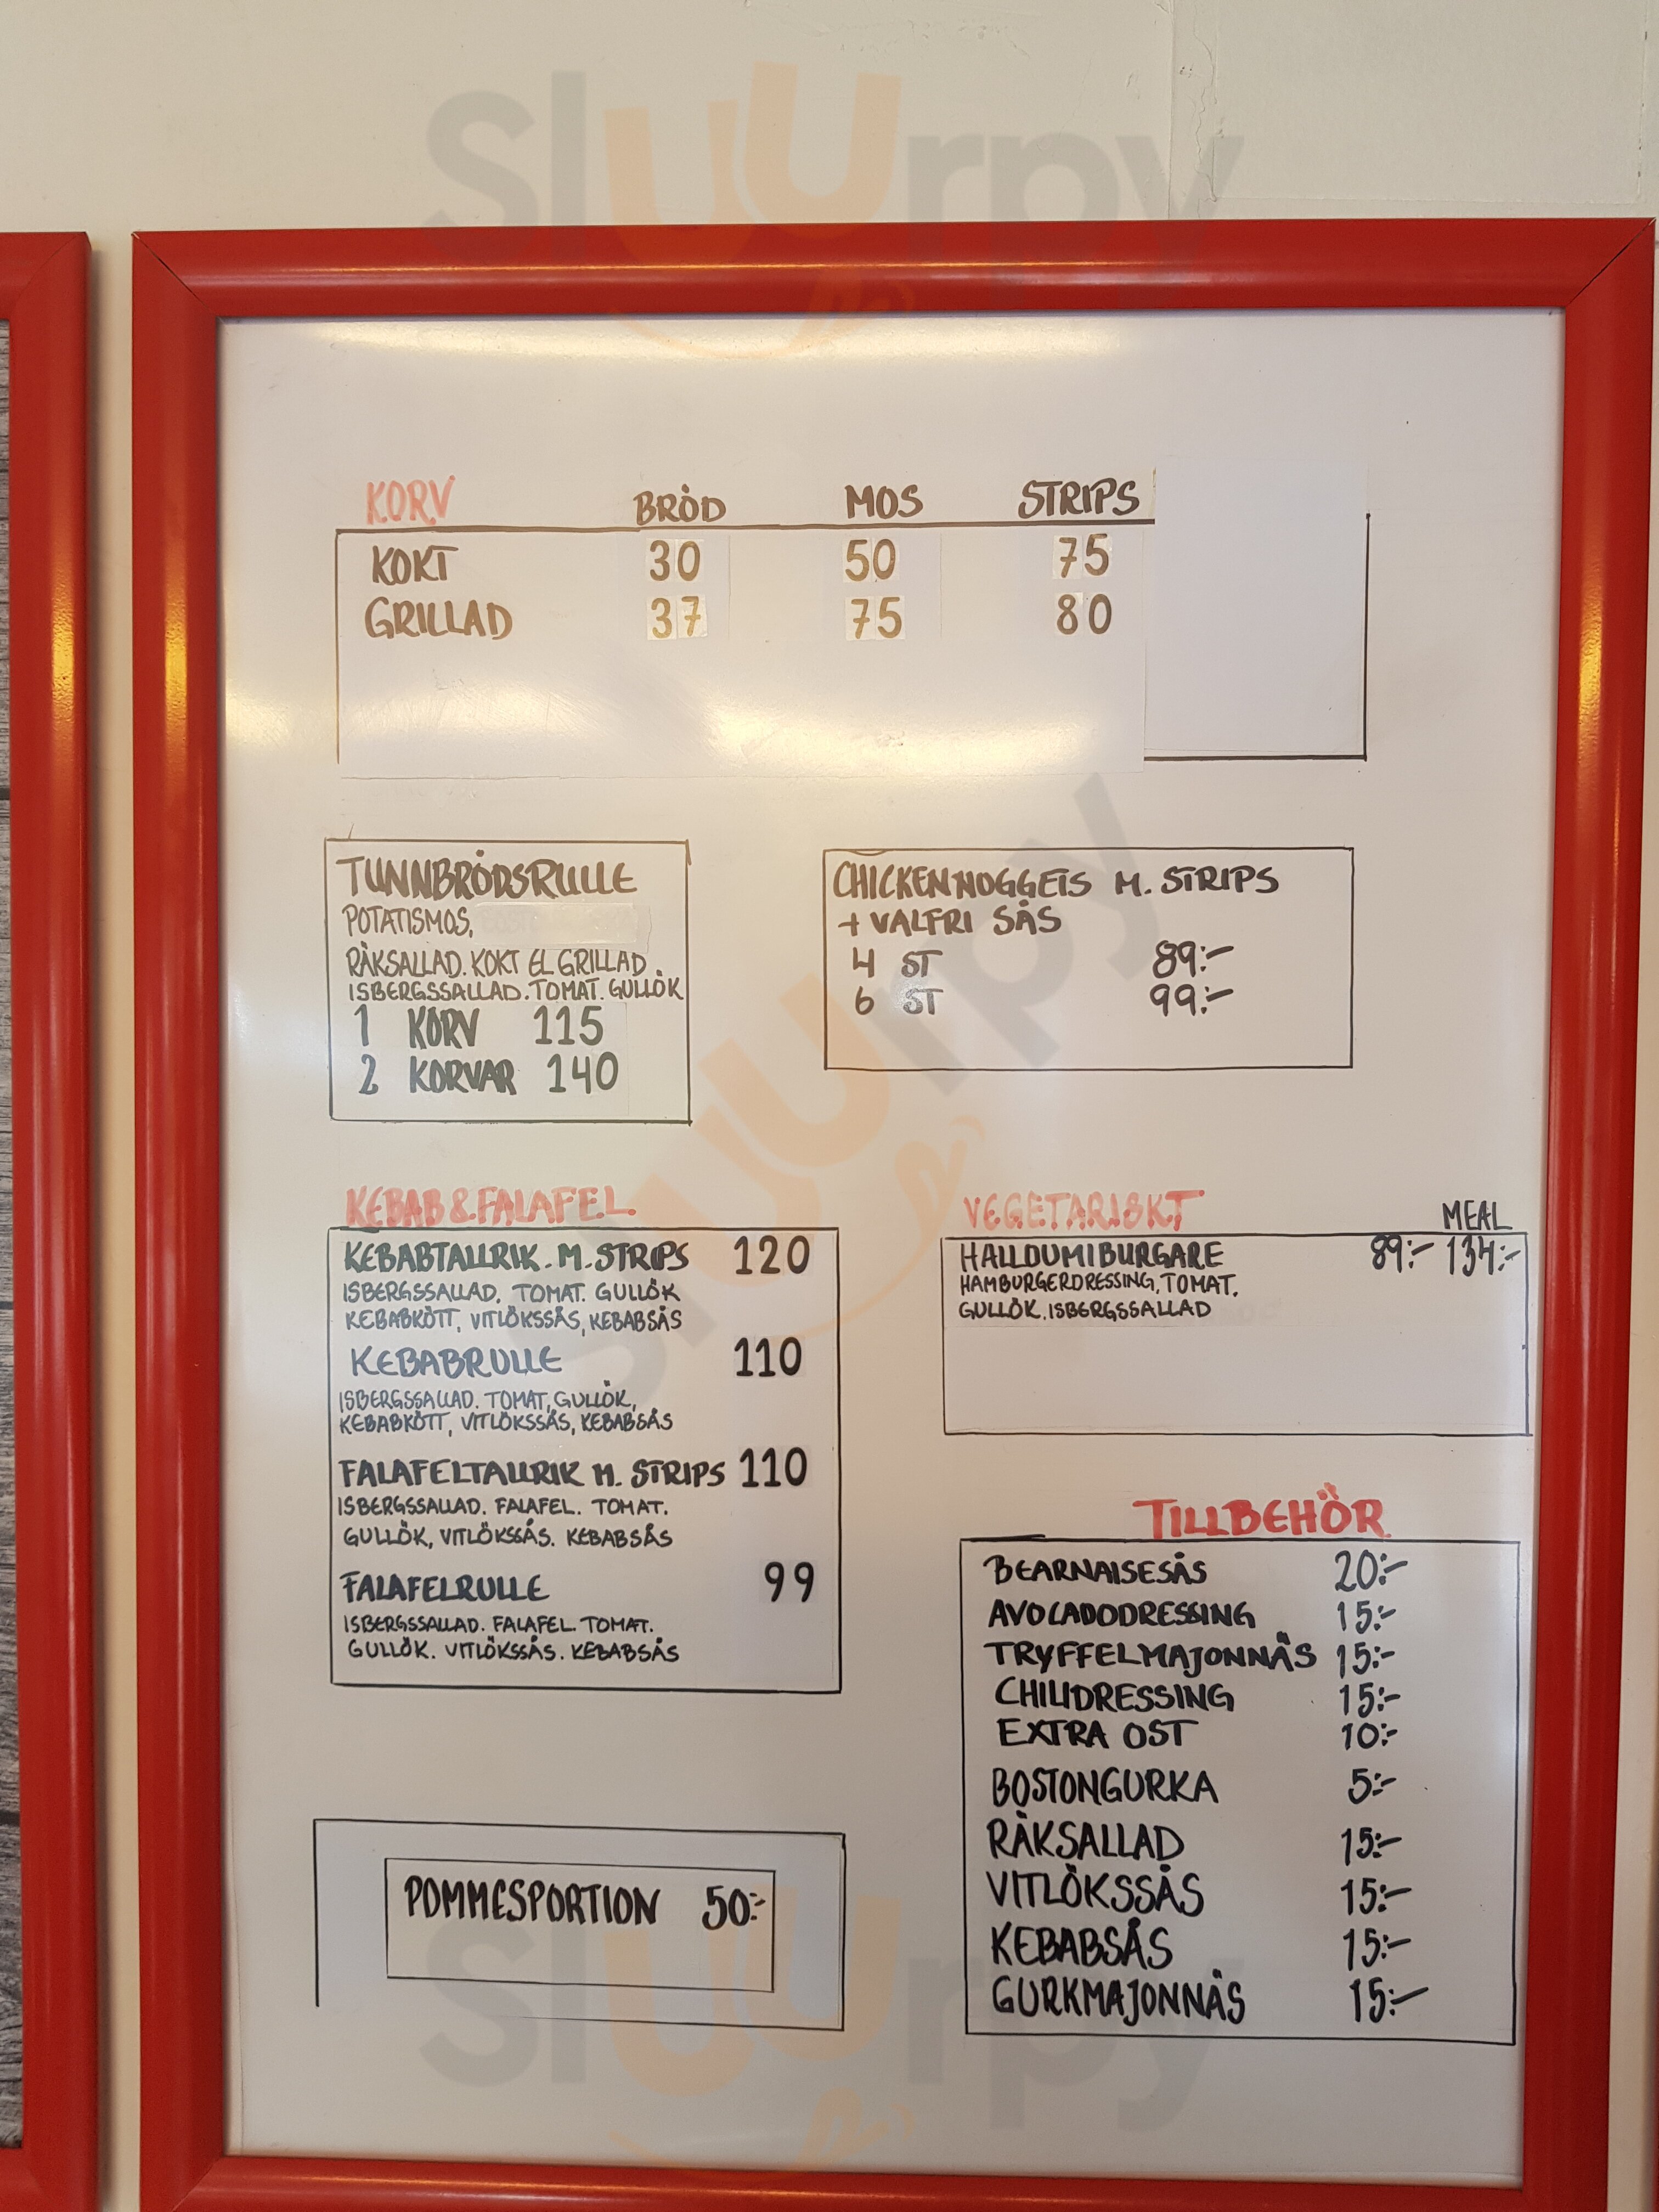 Sluurpy
KORV BRÖD MOS STRIPS
KOKT 30 50 75
GRILLAD 37 75 80
TUNNBRÖDSRULLE
POTATISMOS,
RÄKSALLAD. KOKT EL GRILLAD
ISBERGSSALLAD. TOMAT. GULLÖK
1 KORV 115
2 KORVAR 140
CHICKENNOGGETS M. STRIPS
+ VALFRI SÅS
4 ST 89:-
6 ST 99:-
Sluurpy
KEBAB & FALAFEL
KEBABTALLRIK. M. STRIPS 120
ISBERGSSALLAD, TOMAT. GULLÖK
KEBABKÖTT, VITLÖKSSÅS, KEBABSÅS
KEBABRULLE 110
ISBERGSSALLAD. TOMAT, GULLÖK,
KEBABKÖTT, VITLÖKSSÅS, KEBABSÅS
FALAFELTALLRIK M. STRIPS 110
ISBERGSSALLAD. FALAFEL. TOMAT.
GULLÖK, VITLÖKSSÅS. KEBABSÅS
FALAFELRULLE 99
ISBERGSSALLAD. FALAFEL. TOMAT.
GULLÖK. VITLÖKSSÅS. KEBABSÅS
VEGETARISKT MEAL
HALLOUMIBURGARE 89:- 134:-
HAMBURGERDRESSING, TOMAT.
GULLÖK. ISBERGSSALLAD
TILLBEHÖR
BEARNAISESÅS 20:-
AVOCADODRESSING 15:-
TRYFFELMAJONNÄS 15:-
CHILIDRESSING 15:-
EXTRA OST 10:-
BOSTONGURKA 5:-
RÄKSALLAD 15:-
VITLÖKSSÅS 15:-
KEBABSÅS 15:-
GURKMAJONNÄS 15:-
POMMESPORTION 50:-
Sluurpy